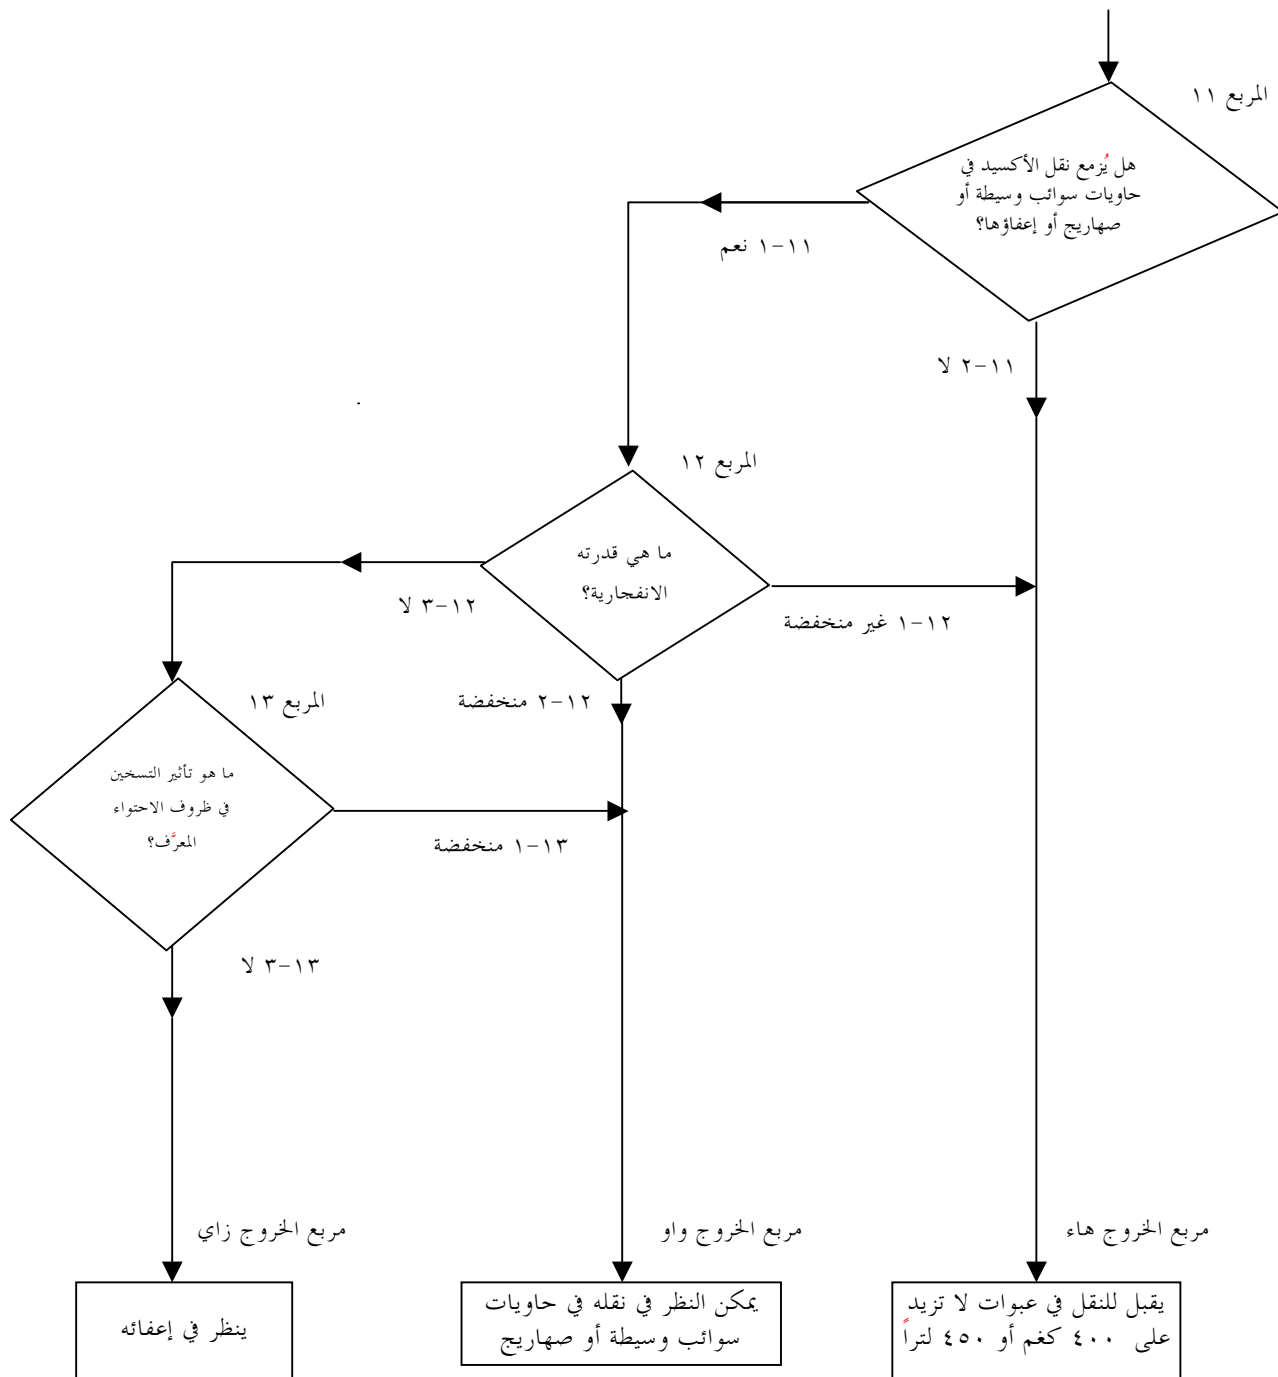 المربع ١١
هل يُزمع نقل الأكسيد في
حاويات سوائب وسيطة أو
صهاريج أو إعفاؤها؟
١١-١ نعم
١١-٢ لا
المربع ١٢
ما هي قدرته
الانفجارية؟
١٢-١ غير منخفضة
١٢-٣ لا
١٢-٢ منخفضة
المربع ١٣
ما هو تأثير التسخين
في ظروف الاحتواء
المعرَّف؟
١٣-١ منخفضة
١٣-٣ لا
مربع الخروج هاء
مربع الخروج واو
مربع الخروج زاي
يقبل للنقل في عبوات لا تزيد
على ٤٠٠ كغم أو ٤٥٠ لتراً
يمكن النظر في نقله في حاويات
سوائب وسيطة أو صهاريج
ينظر في إعفائه